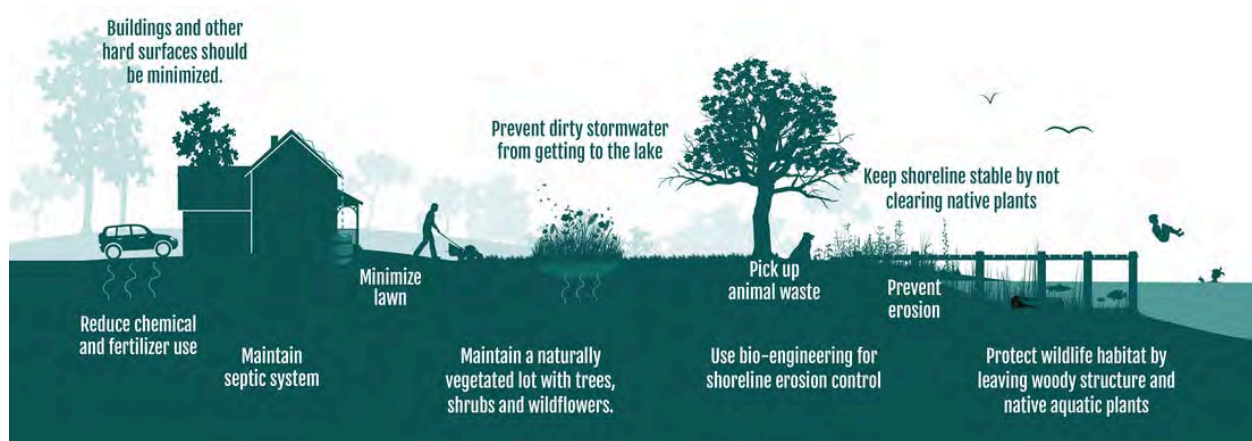 Buildings and other
hard surfaces should
be minimized.
Prevent dirty stormwater
from getting to the lake
Keep shoreline stable by not
clearing native plants
Minimize
lawn
Pick up
animal waste
Prevent
erosion
Reduce chemical
and fertilizer use
Maintain
septic system
Maintain a naturally
vegetated lot with trees,
shrubs and wildflowers.
Use bio-engineering for
shoreline erosion control
Protect wildlife habitat by
leaving woody structure and
native aquatic plants